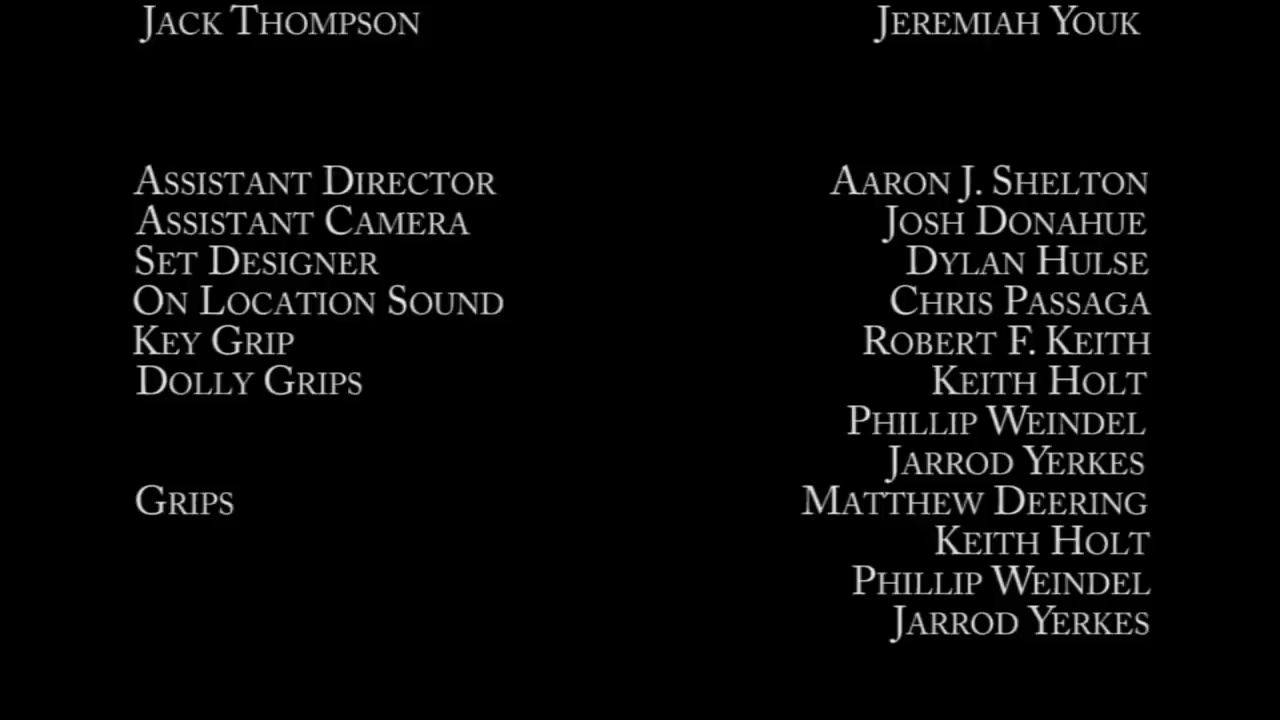 Jack Thompson Jeremiah Youk
Assistant Director Aaron J. Shelton
Assistant Camera Josh Donahue
Set Designer Dylan Hulse
On Location Sound Chris Passaga
Key Grip Robert F. Keith
Dolly Grips Keith Holt
Phillip Weindel
Jarrod Yerkes
Grips Matthew Deering
Keith Holt
Phillip Weindel
Jarrod Yerkes